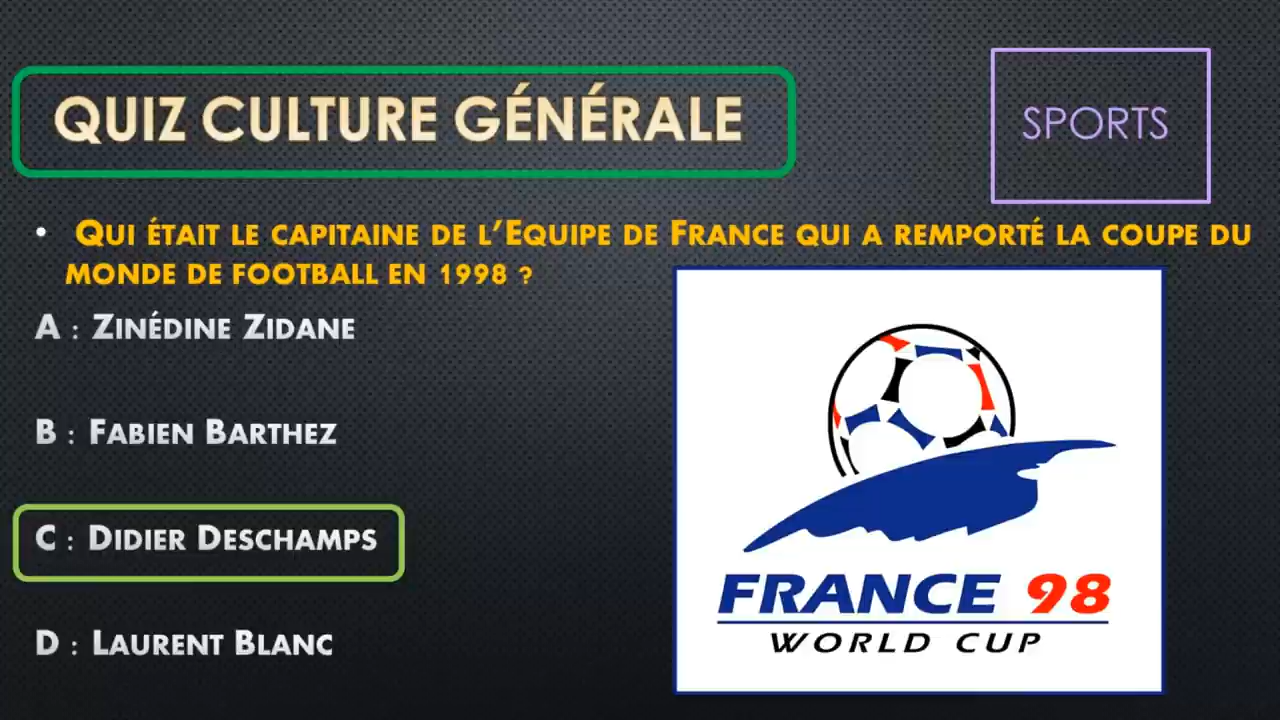 QUIZ CULTURE GÉNÉRALE
SPORTS
• QUI ÉTAIT LE CAPITAINE DE L’EQUIPE DE FRANCE QUI A REMPORTÉ LA COUPE DU
MONDE DE FOOTBALL EN 1998 ?
A : ZINÉDINE ZIDANE
B : FABIEN BARTHEZ
C : DIDIER DESCHAMPS
D : LAURENT BLANC
FRANCE 98
WORLD CUP